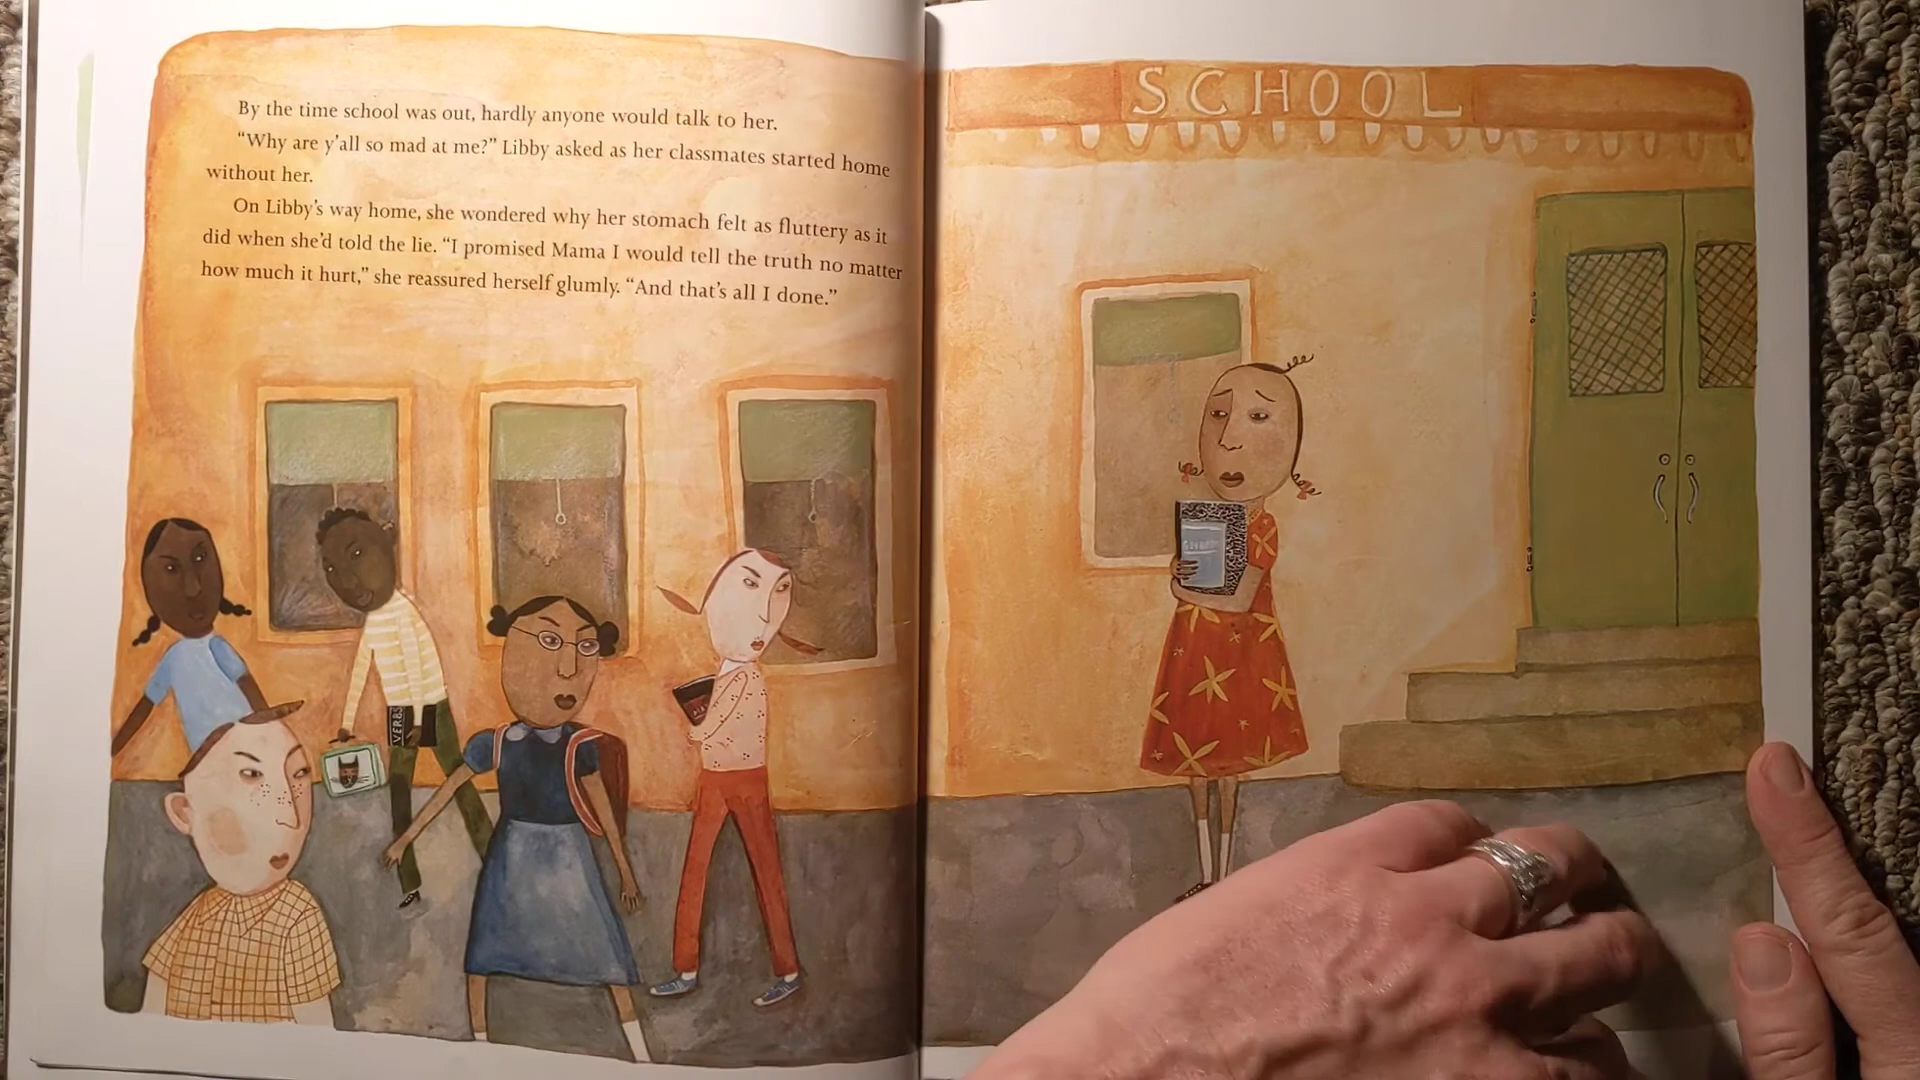 By the time school was out, hardly anyone would talk to her.
“Why are y’all so mad at me?” Libby asked as her classmates started home
without her.
On Libby’s way home, she wondered why her stomach felt as fluttery as it
did when she’d told the lie. “I promised Mama I would tell the truth no matter
how much it hurt,” she reassured herself glumly. “And that’s all I done.”
SCHOOL
VERBS